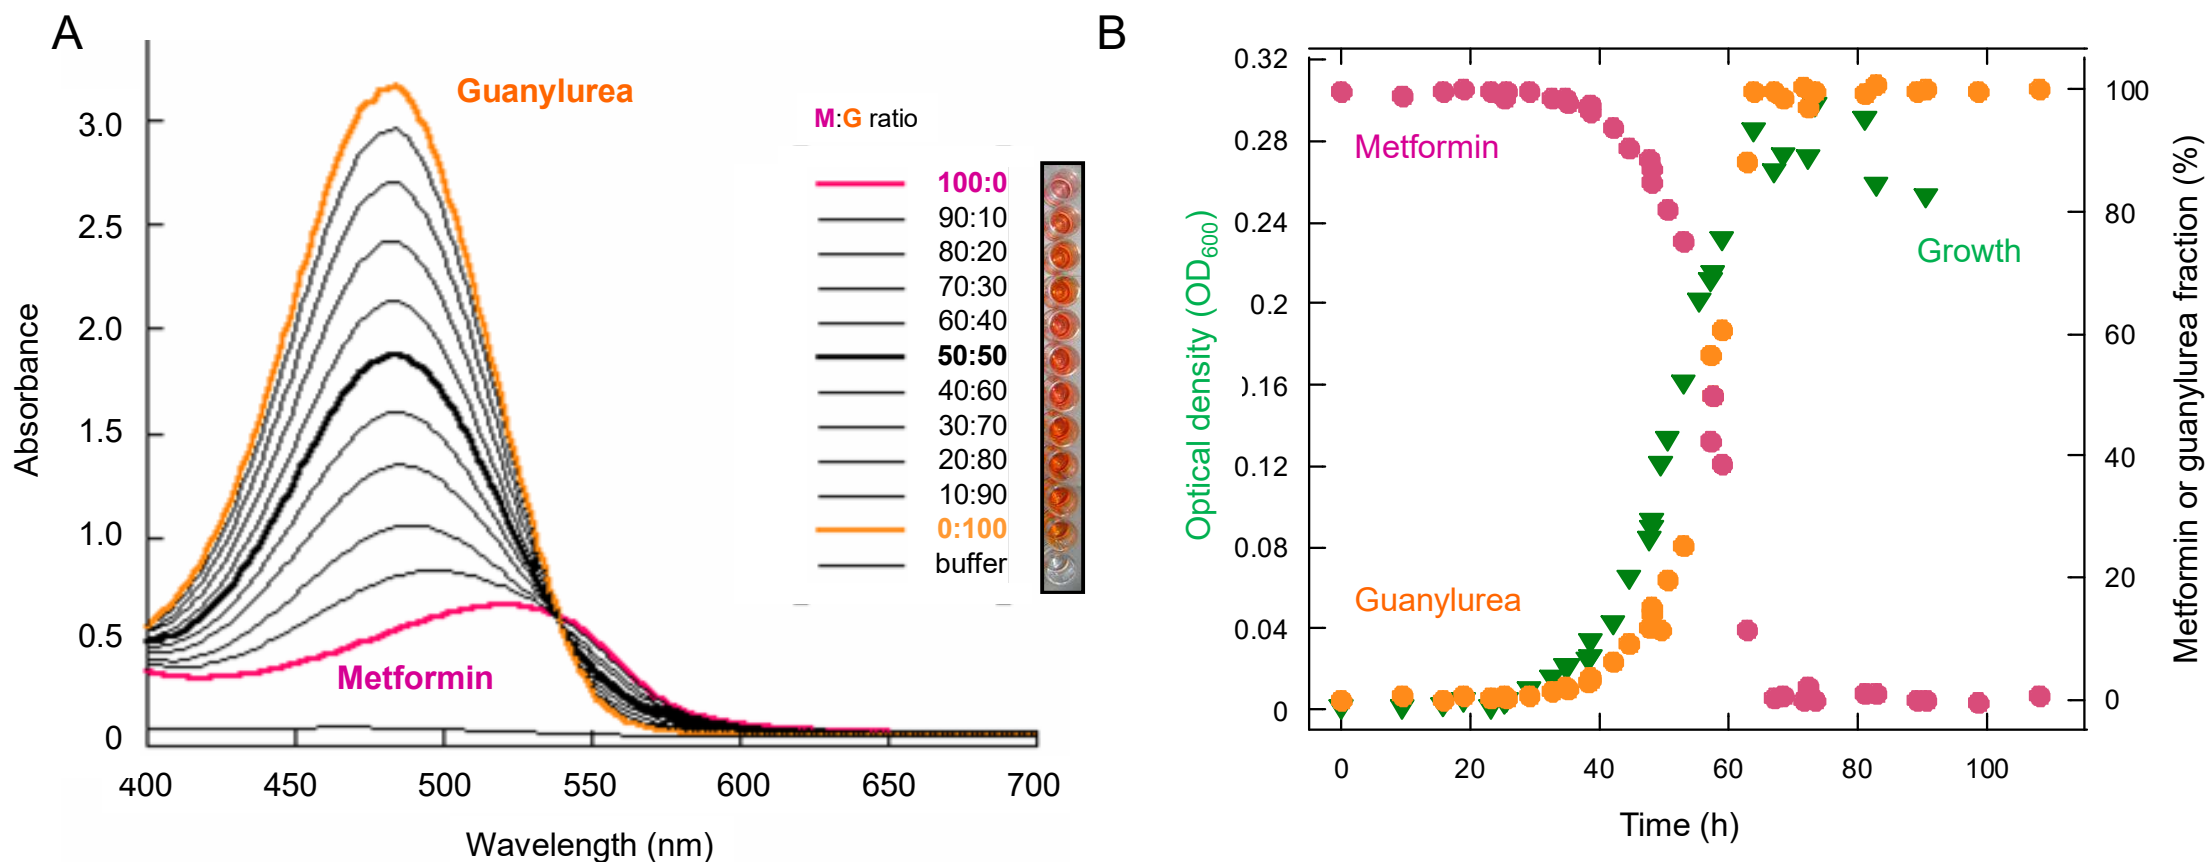 A
Guanylurea
Metformin
Absorbance
3.0
2.5
2.0
1.5
1.0
0.5
0
400 450 500 550 600 650 700
Wavelength (nm)
M:G ratio
100:0
90:10
80:20
70:30
60:40
50:50
40:60
30:70
20:80
10:90
0:100
buffer
B
Optical density (OD600)
0.32
0.28
0.24
0.2
0.16
0.12
0.08
0.04
0
Metformin
Guanylurea
Growth
100
80
60
40
20
0
Metformin or guanylurea fraction (%)
0 20 40 60 80 100
Time (h)